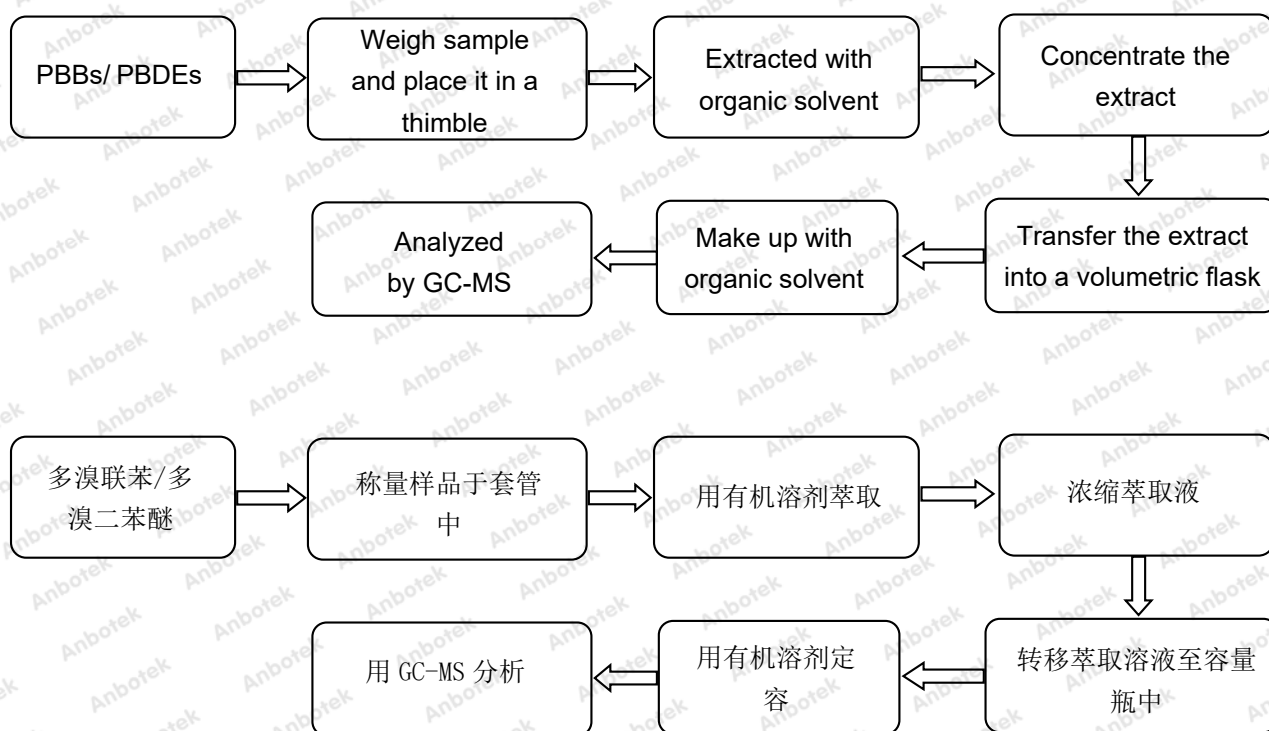 PBBs/ PBDEs
Weigh sample
and place it in a
thimble
Extracted with
organic solvent
Concentrate the
extract
Transfer the extract
into a volumetric flask
Make up with
organic solvent
Analyzed
by GC-MS
多溴联苯/多
溴二苯醚
称量样品于套管
中
用有机溶剂萃取
浓缩萃取液
转移萃取溶液至容量
瓶中
用有机溶剂定
容
用 GC-MS 分析
Anbotek